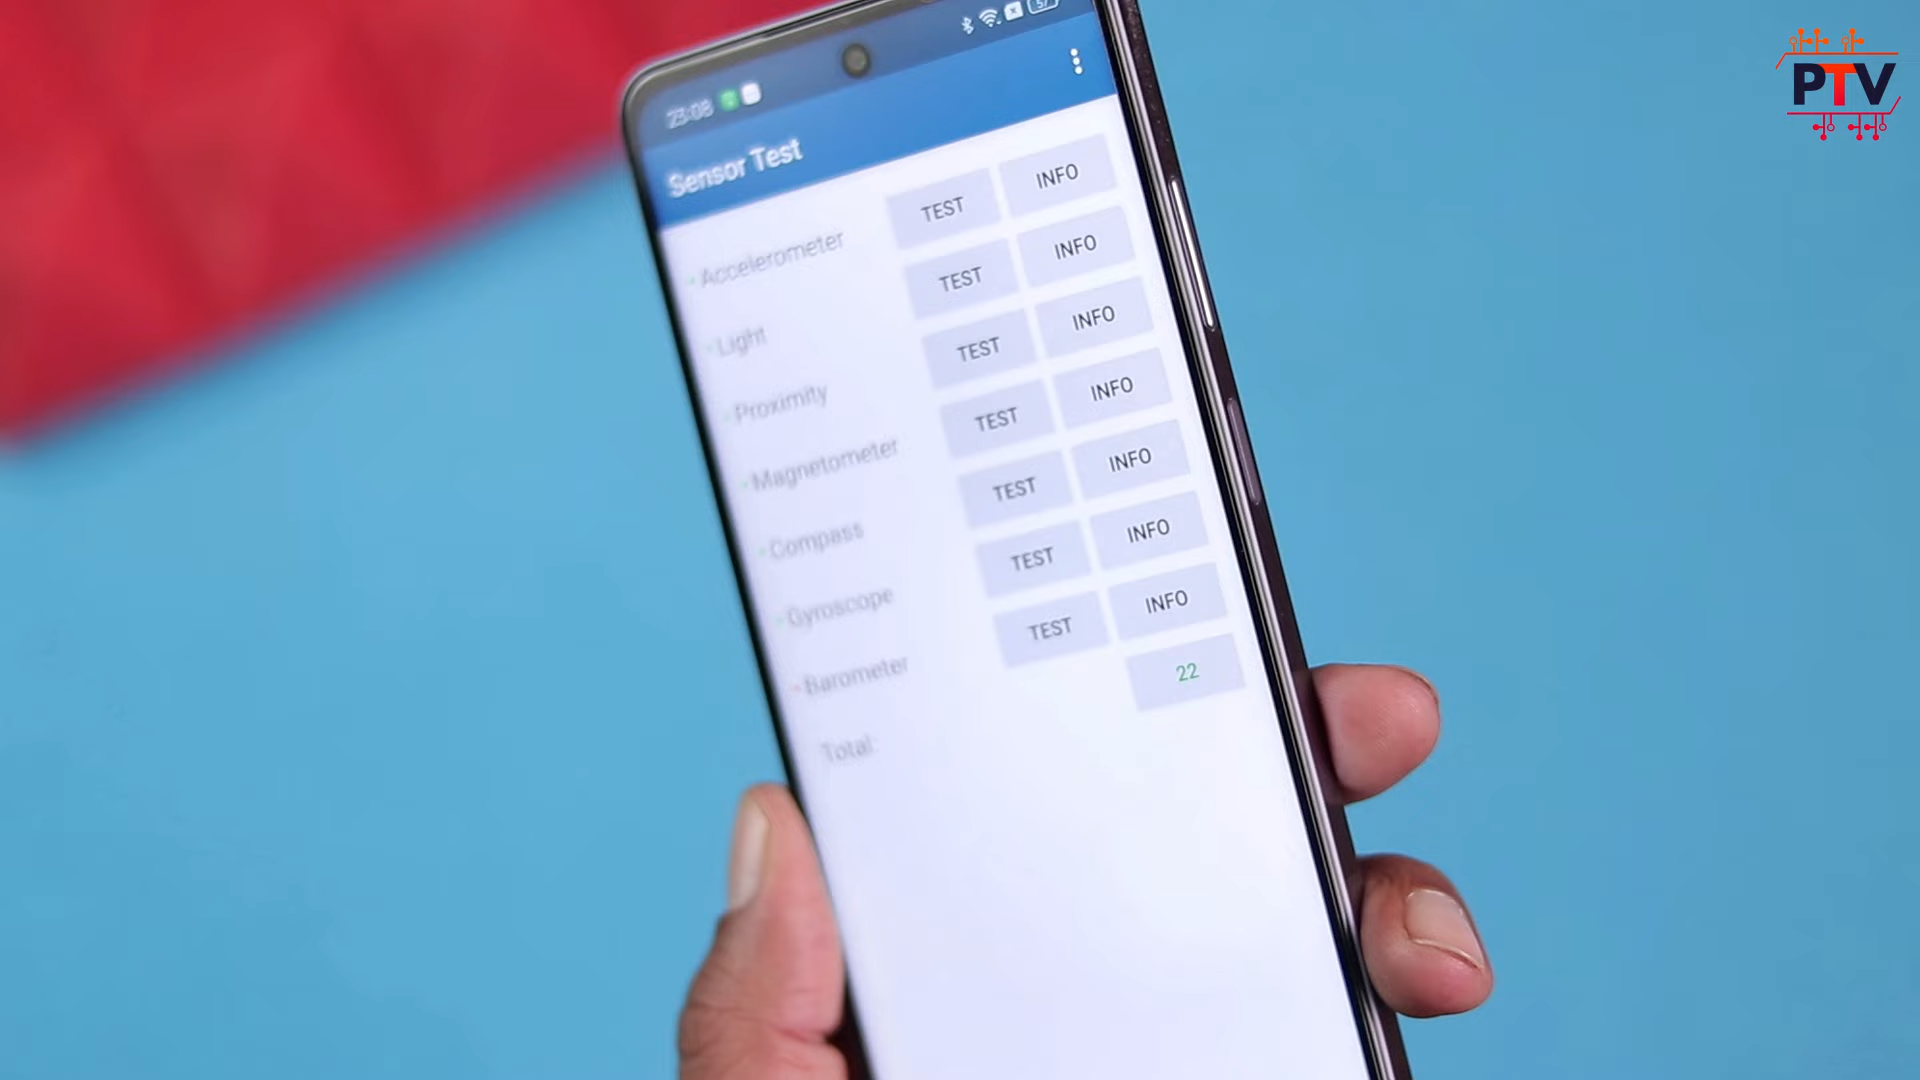 PTV
23:08
57
Sensor Test
Accelerometer TEST INFO
Light TEST INFO
Proximity TEST INFO
Magnetometer TEST INFO
Compass TEST INFO
Gyroscope TEST INFO
Barometer TEST INFO
Total: 22